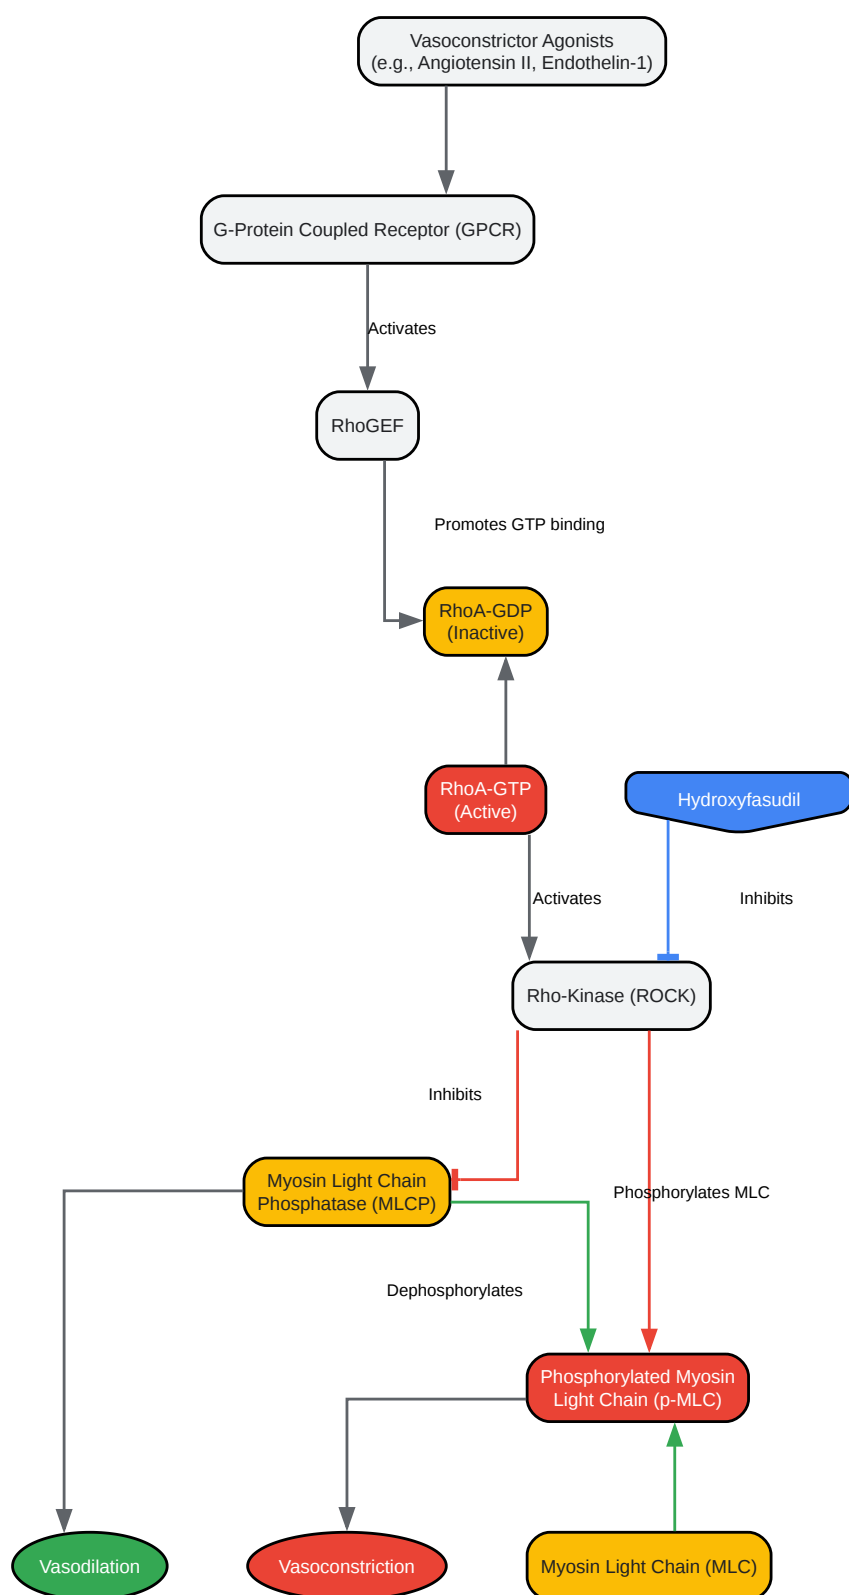 Vasoconstrictor Agonists
(e.g., Angiotensin II, Endothelin-1)
G-Protein Coupled Receptor (GPCR)
Activates
RhoGEF
Promotes GTP binding
RhoA-GDP
(Inactive)
RhoA-GTP
(Active)
Hydroxyfasudil
Activates
Inhibits
Rho-Kinase (ROCK)
Inhibits
Myosin Light Chain
Phosphatase (MLCP)
Phosphorylates MLC
Dephosphorylates
Phosphorylated Myosin
Light Chain (p-MLC)
Vasodilation
Vasoconstriction
Myosin Light Chain (MLC)